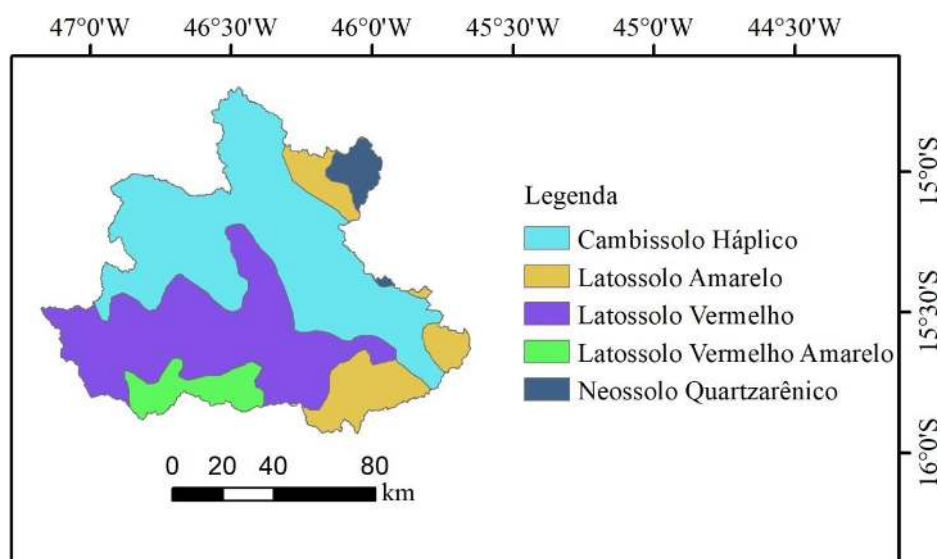 47°0'W 46°30'W 46°0'W 45°30'W 45°0'W 44°30'W
15°0'S
Legenda
Cambissolo Háplico
Latossolo Amarelo
Latossolo Vermelho
15°30'S
Latossolo Vermelho Amarelo
Neossolo Quartzarênico
16°0'S
0 20 40 80
km